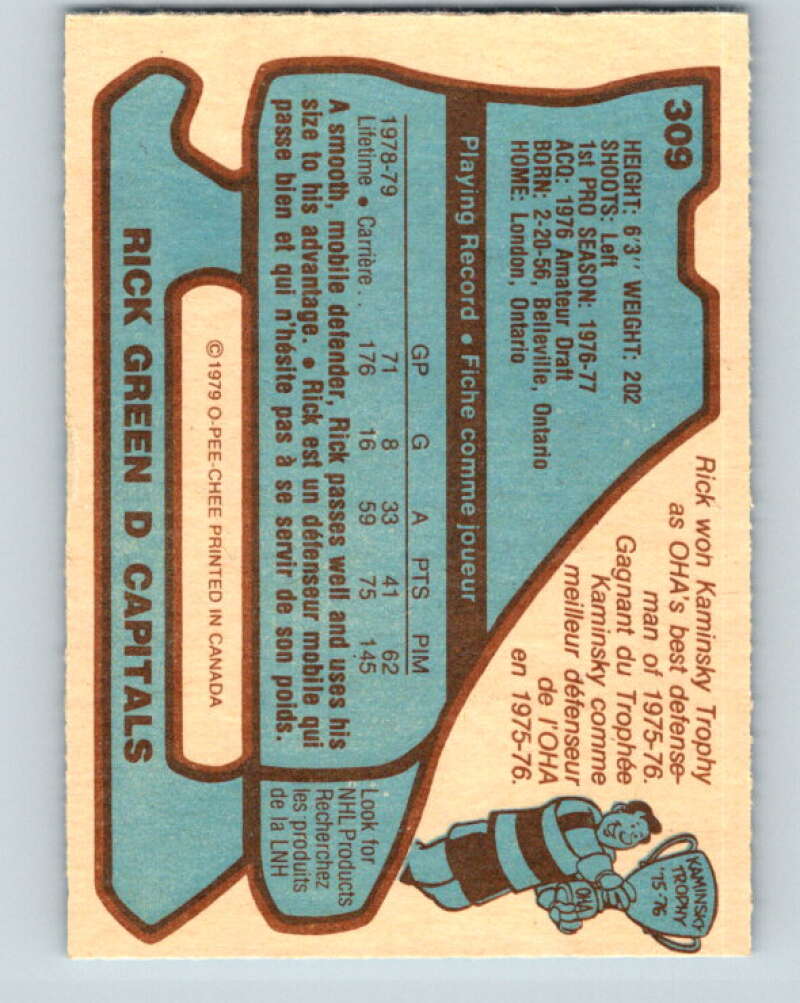 309
HEIGHT: 6'3" WEIGHT: 202
SHOOTS: Left
1st PRO SEASON: 1976-77
ACQ: 1976 Amateur Draft
BORN: 2-20-56, Belleville, Ontario
HOME: London, Ontario
Rick won Kaminsky Trophy
as OHA's best defense-
man of 1975-76.
Gagnant du Trophée
Kaminsky comme
meilleur défenseur
de l'OHA
en 1975-76.
KAMINSKY
TROPHY
'75-76
OHA
Playing Record • Fiche comme joueur
GP G A PTS PIM
1978-79 71 8 33 41 62
Lifetime • Carrière.. 176 16 59 75 145
A smooth, mobile defender, Rick passes well and uses his
size to his advantage. • Rick est un défenseur mobile qui
passe bien et qui n'hésite pas à se servir de son poids.
Look for
NHL Products
Recherchez
les produits
de la LNH
©1979 O-PEE-CHEE PRINTED IN CANADA
RICK GREEN D CAPITALS